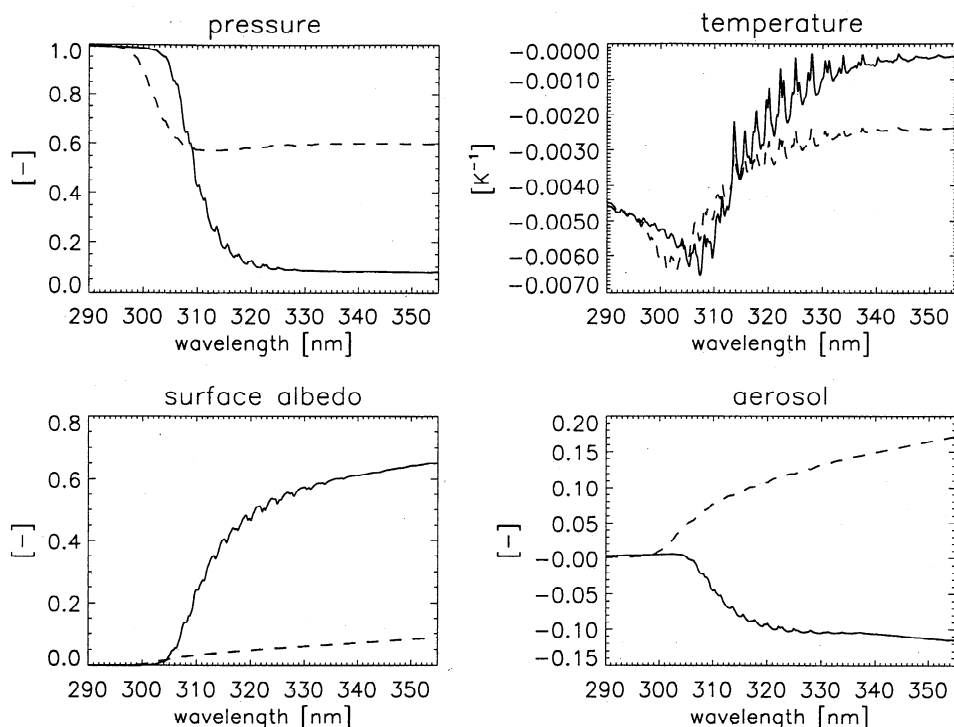 pressure
[-]
1.0
0.8
0.6
0.4
0.2
0.0
290 300 310 320 330 340 350
wavelength [nm]
temperature
[K⁻¹]
-0.0000
-0.0010
-0.0020
-0.0030
-0.0040
-0.0050
-0.0060
-0.0070
290 300 310 320 330 340 350
wavelength [nm]
surface albedo
[-]
0.8
0.6
0.4
0.2
0.0
290 300 310 320 330 340 350
wavelength [nm]
aerosol
[-]
0.20
0.15
0.10
0.05
-0.00
-0.05
-0.10
-0.15
290 300 310 320 330 340 350
wavelength [nm]